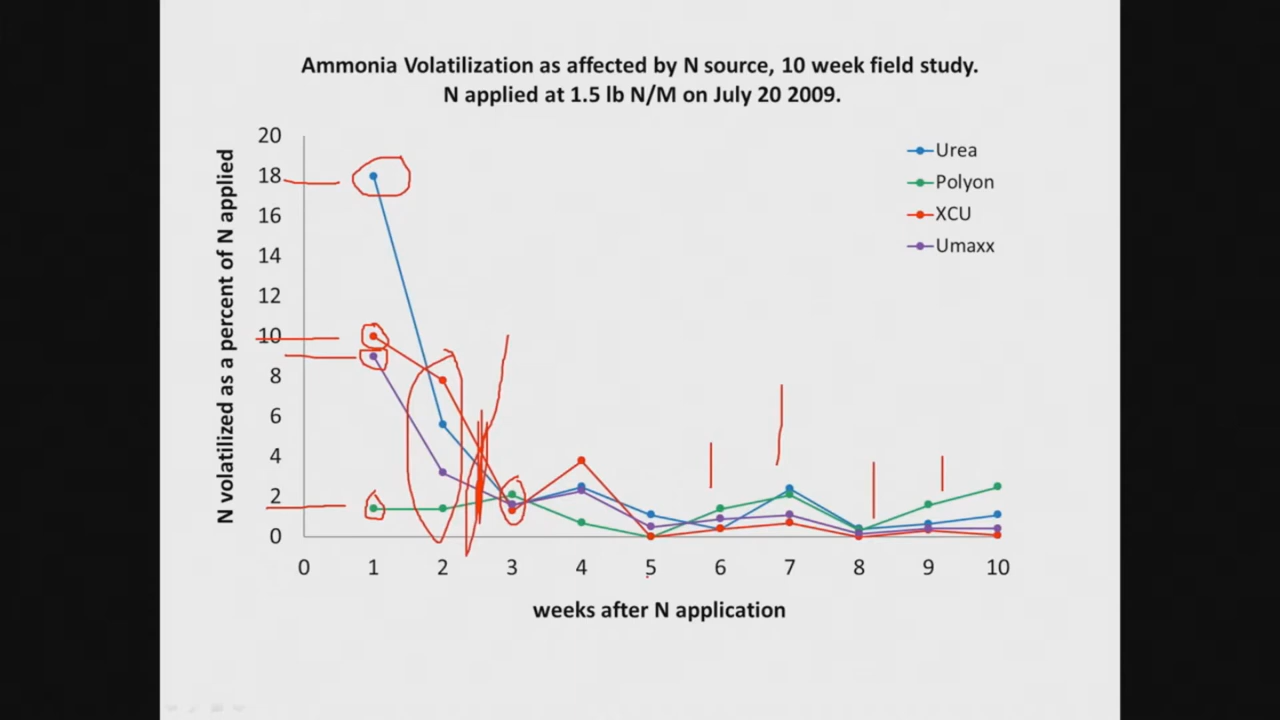 Ammonia Volatilization as affected by N source, 10 week field study.
N applied at 1.5 lb N/M on July 20 2009.
N volatilized as a percent of N applied
20
18
16
14
12
10
8
6
4
2
0
Urea
Polyon
XCU
Umaxx
0 1 2 3 4 5 6 7 8 9 10
weeks after N application